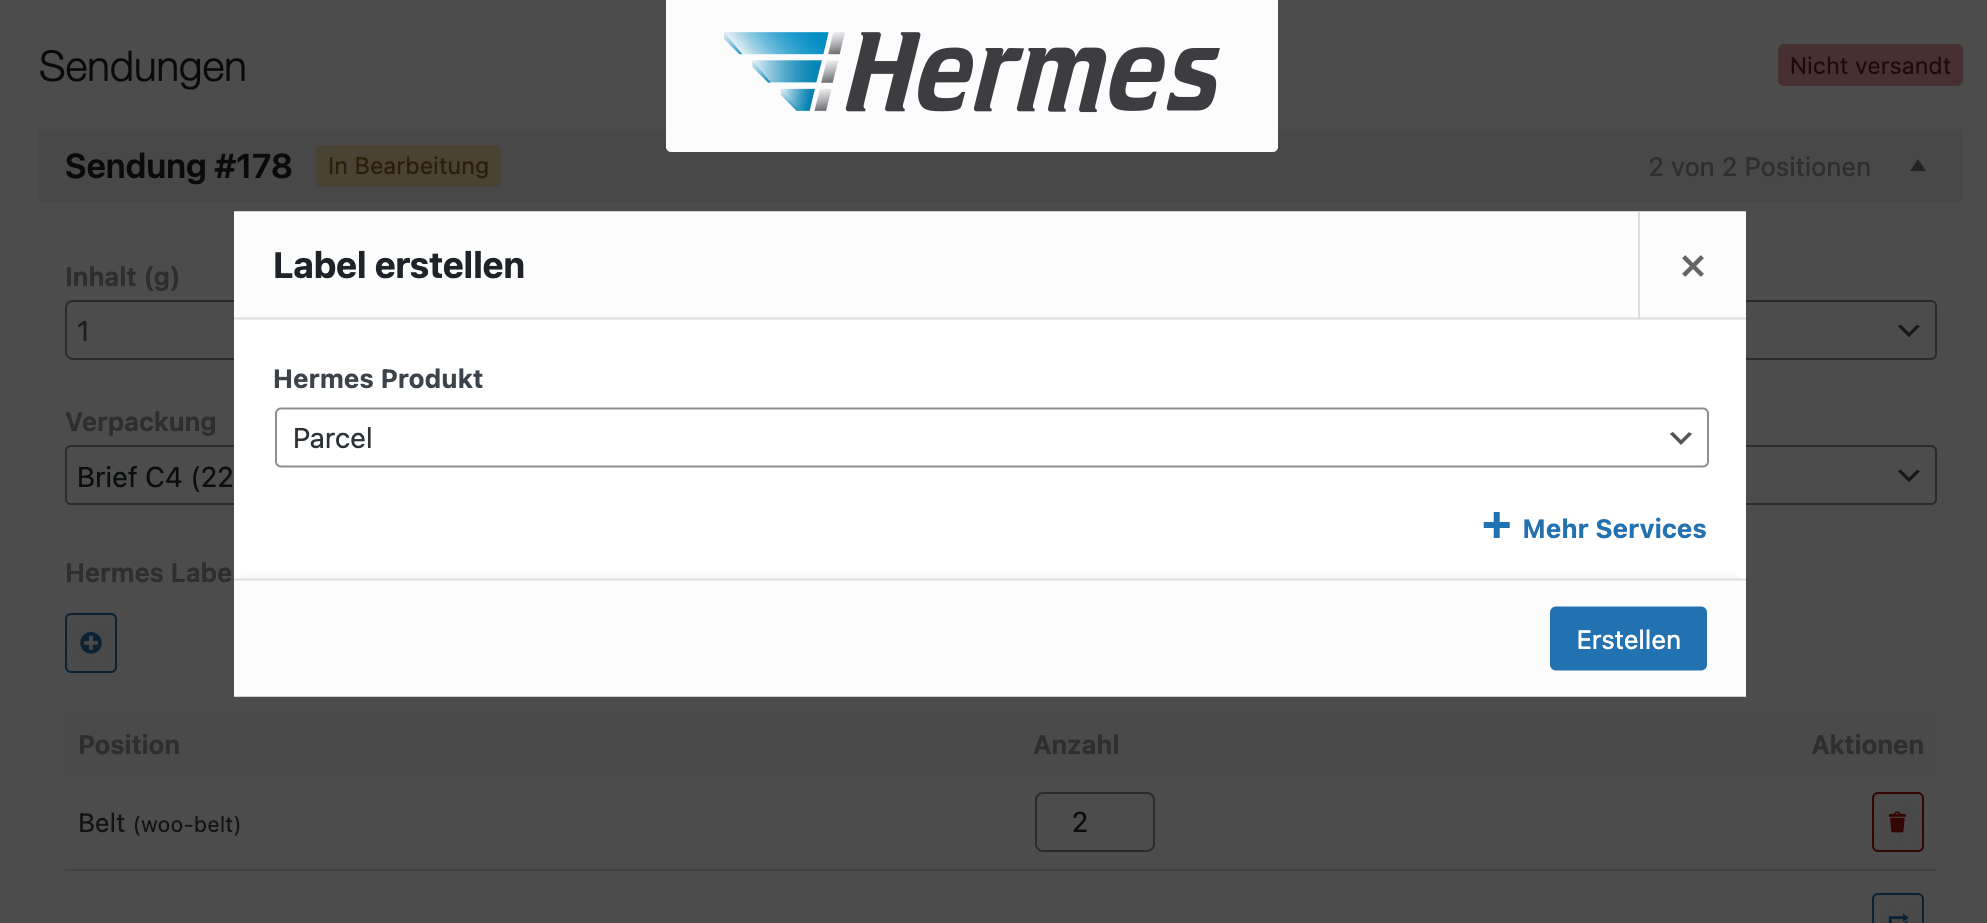 Hermes
Sendungen
Nicht versandt
Sendung #178
In Bearbeitung
2 von 2 Positionen
Label erstellen
Inhalt (g)
1
Hermes Produkt
Parcel
Verpackung
Brief C4 (22
Mehr Services
Hermes Labe
Erstellen
Position Anzahl Aktionen
Belt (woo-belt) 2